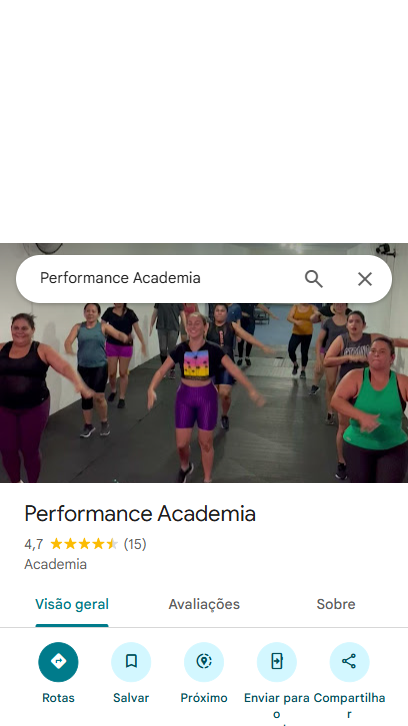 Performance Academia
Performance Academia
4,7 (15)
Academia
Visão geral Avaliações Sobre
Rotas Salvar Próximo Enviar para o Compartilhar